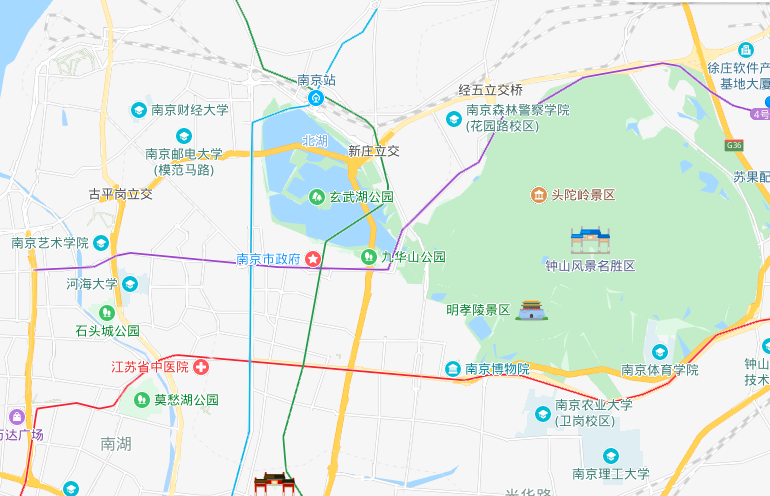 南京站
经五立交桥
徐庄软件产
基地大厦
4号
南京财经大学
南京森林警察学院
(花园路校区)
北湖
新庄立交
G36
南京邮电大学
(模范马路)
苏果配
古平岗立交
玄武湖公园
头陀岭景区
南京艺术学院
南京市政府
九华山公园
钟山风景名胜区
河海大学
明孝陵景区
石头城公园
江苏省中医院
南京博物院
南京体育学院
钟山
技术
莫愁湖公园
南京农业大学
(卫岗校区)
万达广场
南湖
南京理工大学
光华路